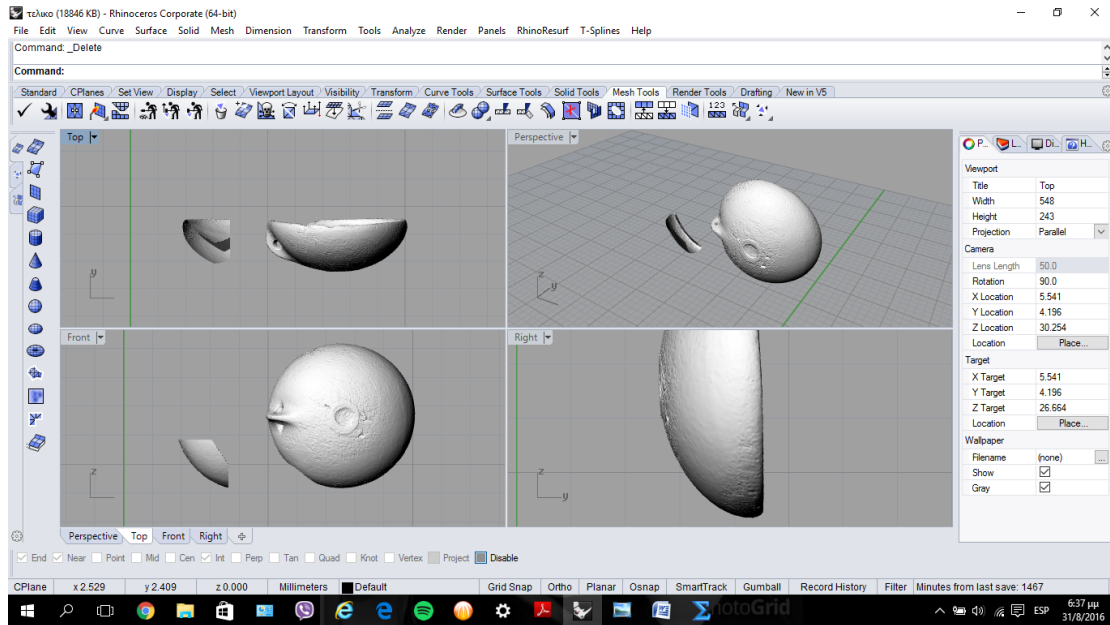 τελικο (18846 KB) - Rhinoceros Corporate (64-bit)
File Edit View Curve Surface Solid Mesh Dimension Transform Tools Analyze Render Panels RhinoResurf T-Splines Help
Command: _Delete
Command:
Standard CPlanes Set View Display Select Viewport Layout Visibility Transform Curve Tools Surface Tools Solid Tools Mesh Tools Render Tools Drafting New in V5
123
Top
Perspective
P... L... Di... H...
Viewport
Title Top
Width 548
Height 243
Projection Parallel
Camera
Lens Length 50.0
Rotation 90.0
X Location 5.541
Y Location 4.196
Z Location 30.254
Location Place...
Target
X Target 5.541
Y Target 4.196
Z Target 26.664
Location Place...
Wallpaper
Filename (none) ...
Show
Gray
y
x
z
y
Front
Right
z
z
y
Perspective Top Front Right
End Near Point Mid Cen Int Perp Tan Quad Knot Vertex Project Disable
CPlane x 2.529 y 2.409 z 0.000 Millimeters Default Grid Snap Ortho Planar Osnap SmartTrack Gumball Record History Filter Minutes from last save: 1467
PhotoGrid
ESP
6:37 μμ
31/8/2016